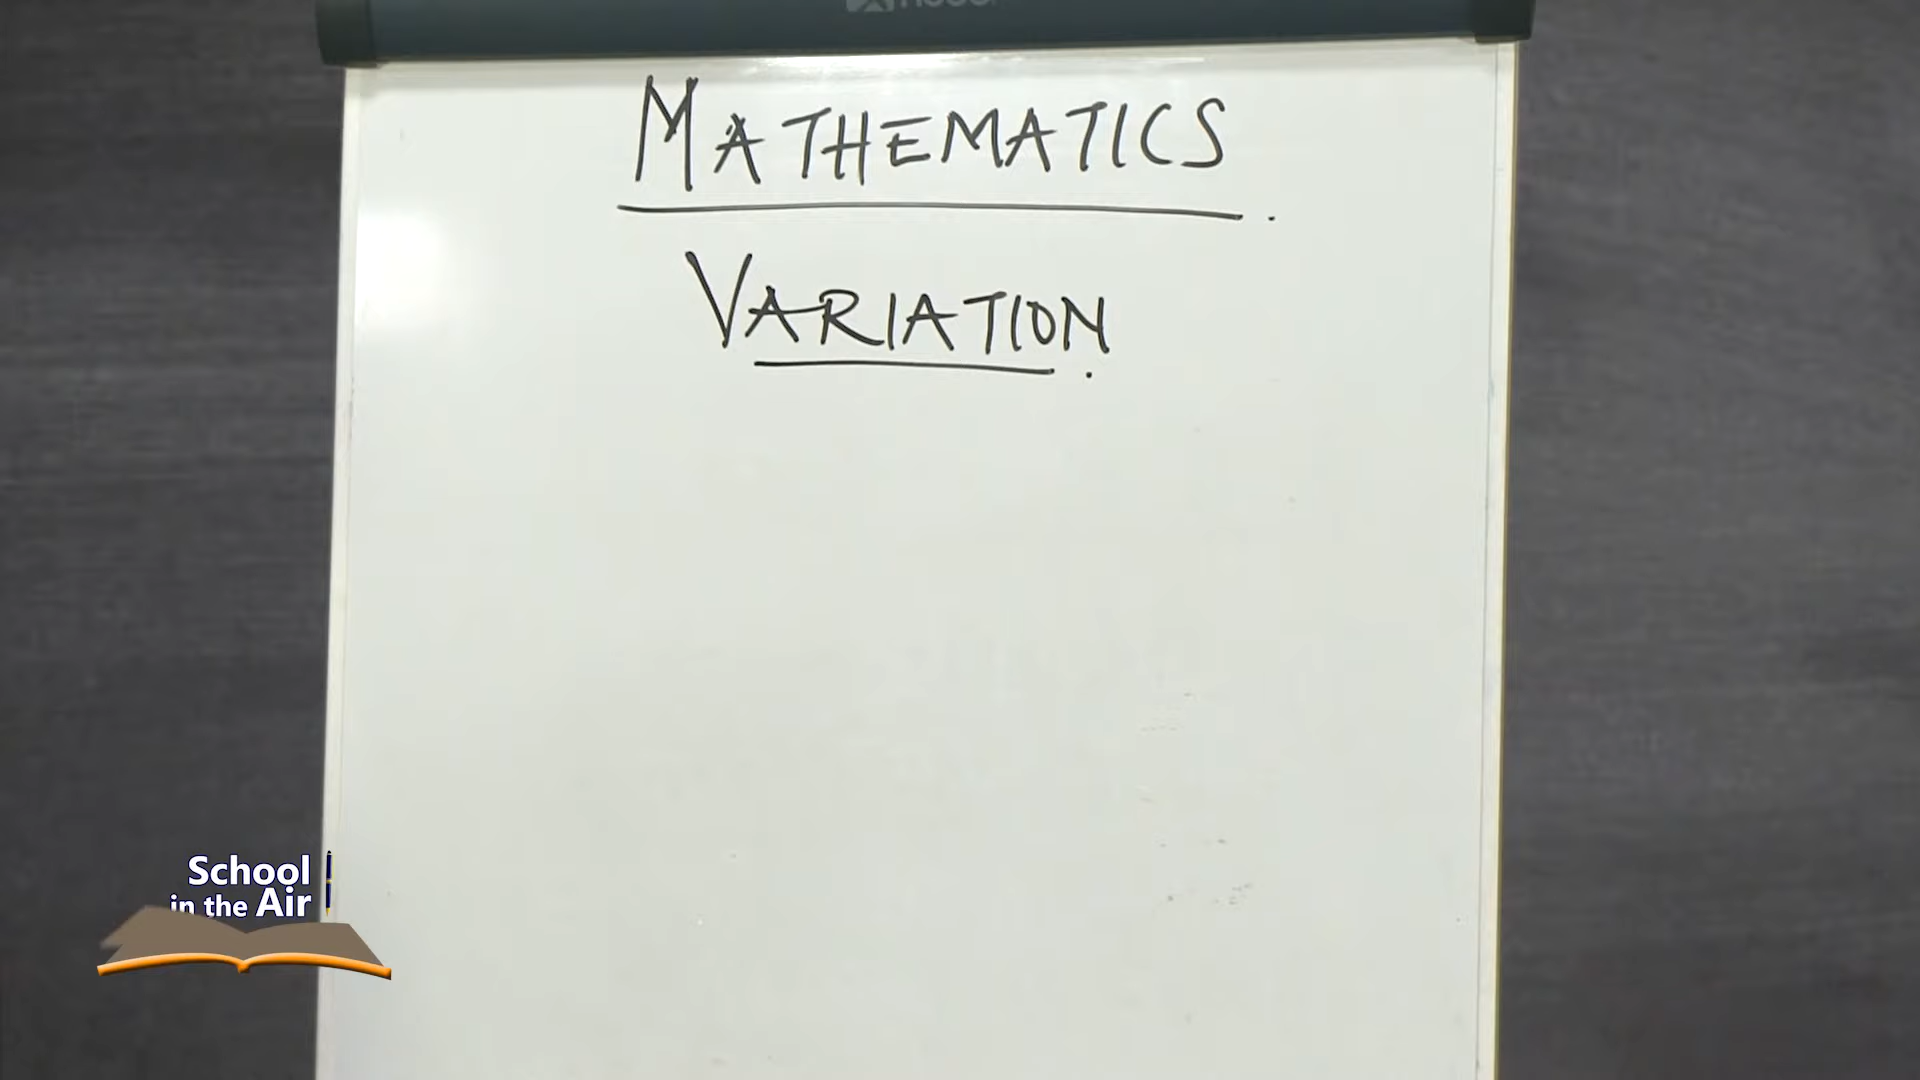 MATHEMATICS.
VARIATION.
School
in the Air